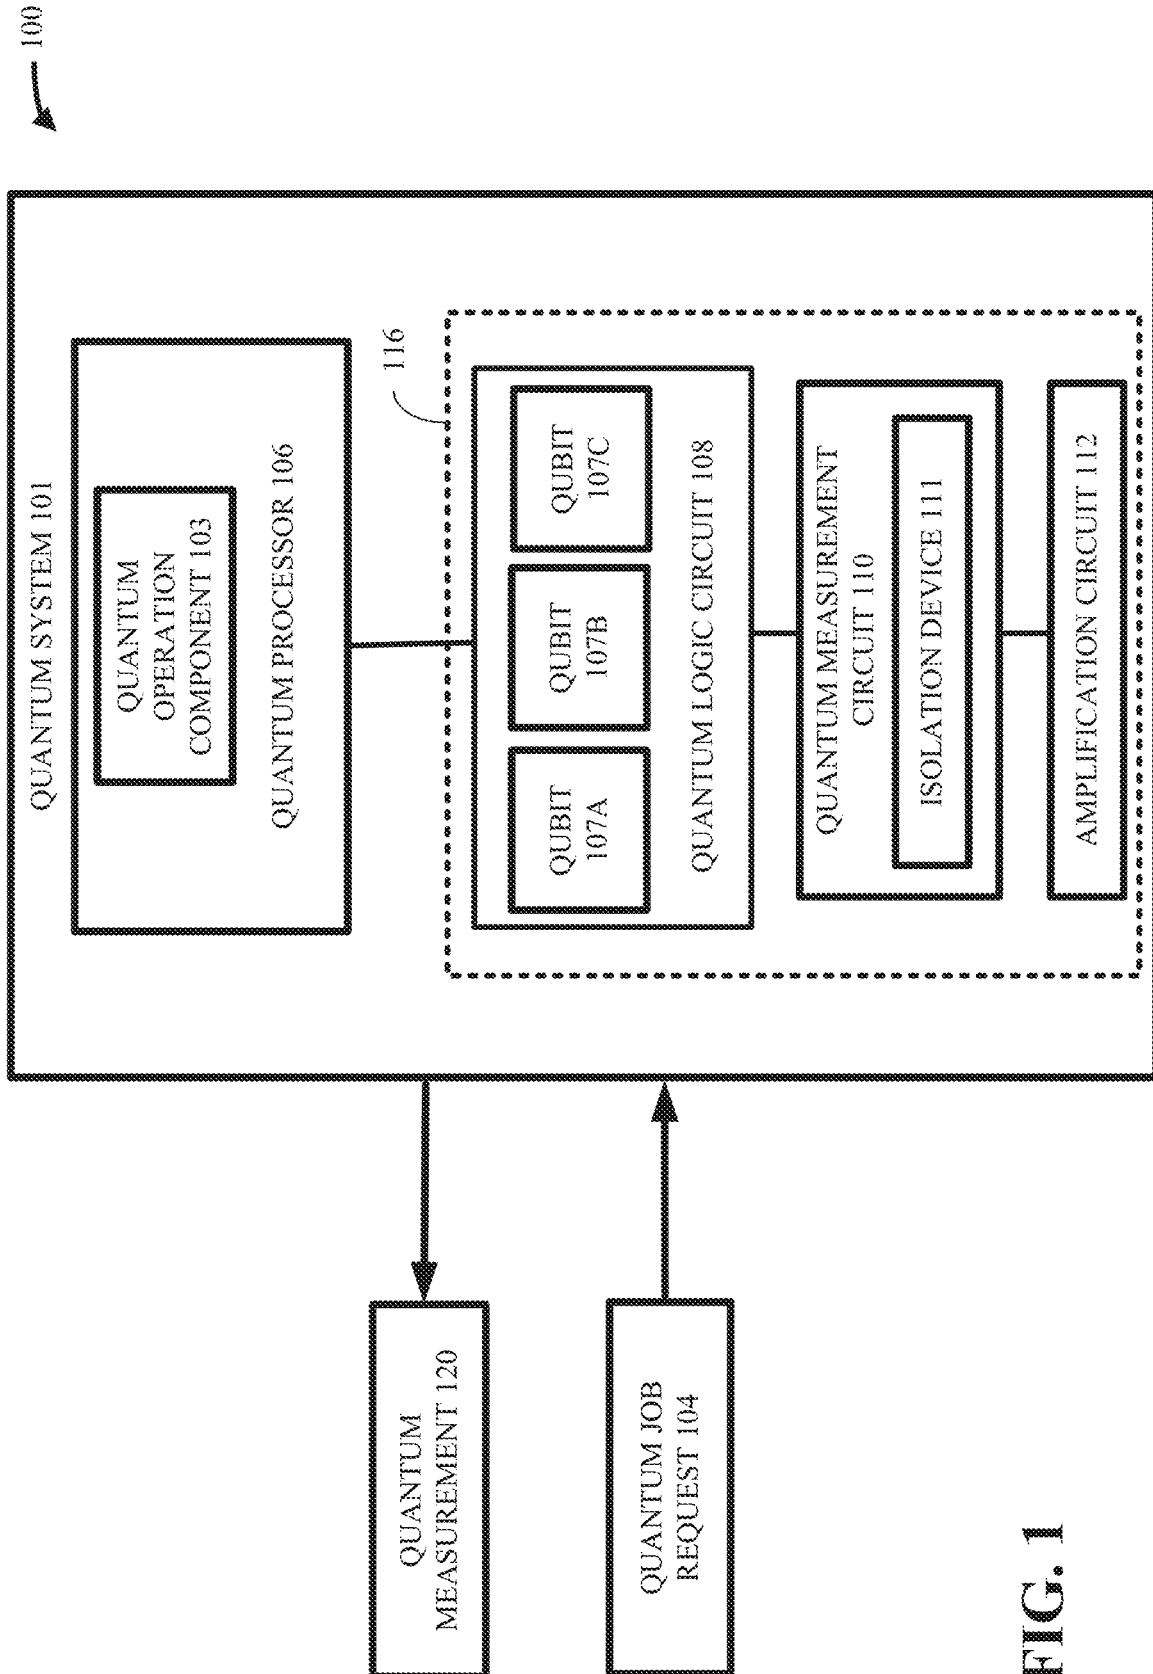 100
QUANTUM SYSTEM 101
QUANTUM
OPERATION
COMPONENT 103
QUANTUM PROCESSOR 106
116
QUBIT
107A
QUBIT
107B
QUBIT
107C
QUANTUM LOGIC CIRCUIT 108
QUANTUM MEASUREMENT
CIRCUIT 110
ISOLATION DEVICE 111
AMPLIFICATION CIRCUIT 112
QUANTUM
MEASUREMENT 120
QUANTUM JOB
REQUEST 104
FIG. 1